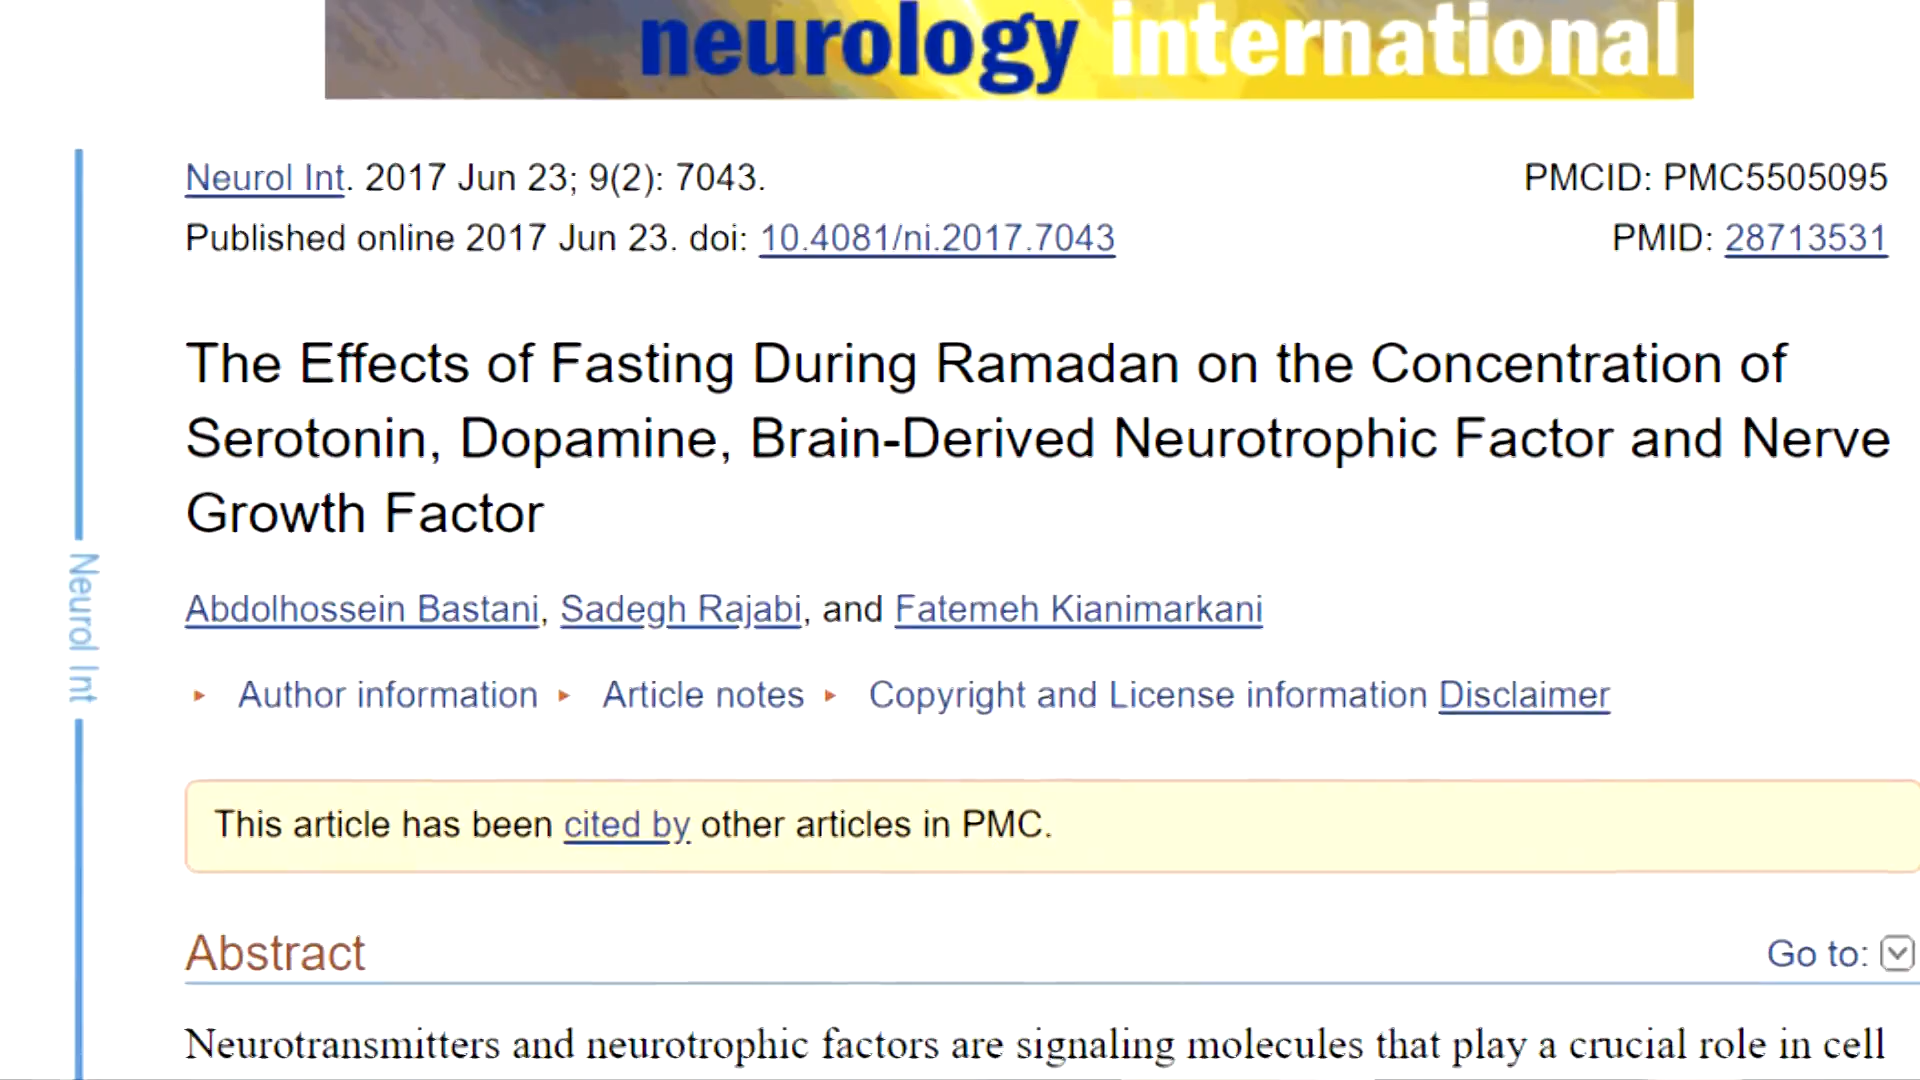 neurology international
Neurol Int. 2017 Jun 23; 9(2): 7043.
PMCID: PMC5505095
Published online 2017 Jun 23. doi: 10.4081/ni.2017.7043
PMID: 28713531
The Effects of Fasting During Ramadan on the Concentration of
Serotonin, Dopamine, Brain-Derived Neurotrophic Factor and Nerve
Growth Factor
Abdolhossein Bastani, Sadegh Rajabi, and Fatemeh Kianimarkani
Author information Article notes Copyright and License information Disclaimer
This article has been cited by other articles in PMC.
Abstract
Go to:
Neurotransmitters and neurotrophic factors are signaling molecules that play a crucial role in cell
Neurol Int